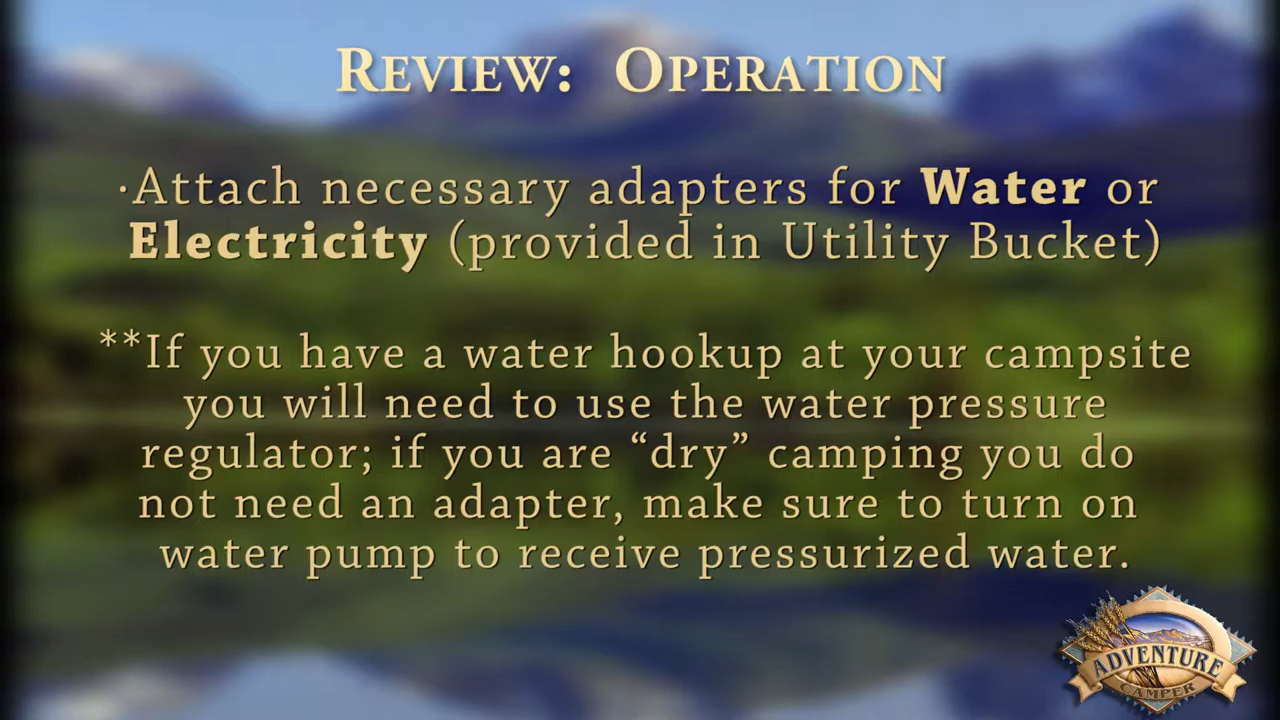 REVIEW: OPERATION
·Attach necessary adapters for Water or
Electricity (provided in Utility Bucket)
**If you have a water hookup at your campsite
you will need to use the water pressure
regulator; if you are “dry” camping you do
not need an adapter, make sure to turn on
water pump to receive pressurized water.
ADVENTURE
CAMPER